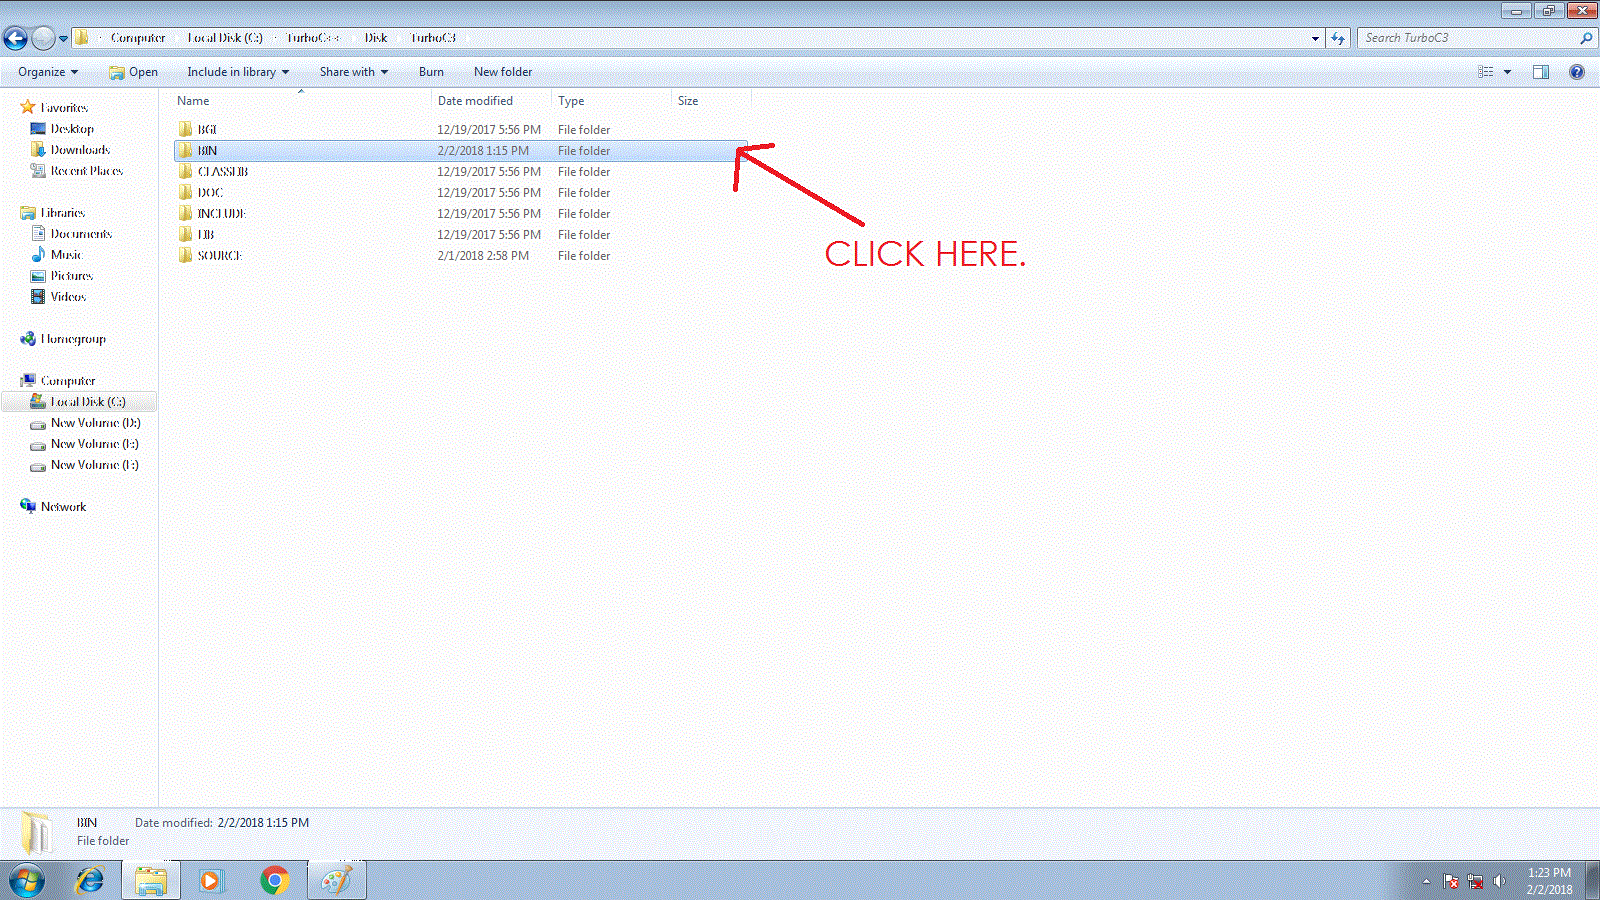 Computer Local Disk (C:) TurboC++ Disk TurboC3
Search TurboC3
Organize Open Include in library Share with Burn New folder
Name Date modified Type Size
Favorites
Desktop
Downloads
Recent Places
Libraries
Documents
Music
Pictures
Videos
Homegroup
Computer
Local Disk (C:)
New Volume (D:)
New Volume (E:)
New Volume (F:)
Network
BGI 12/19/2017 5:56 PM File folder
BIN 2/2/2018 1:15 PM File folder
CLASSLIB 12/19/2017 5:56 PM File folder
DOC 12/19/2017 5:56 PM File folder
INCLUDE 12/19/2017 5:56 PM File folder
LIB 12/19/2017 5:56 PM File folder
SOURCE 2/1/2018 2:58 PM File folder
CLICK HERE.
BIN Date modified: 2/2/2018 1:15 PM
File folder
1:23 PM
2/2/2018